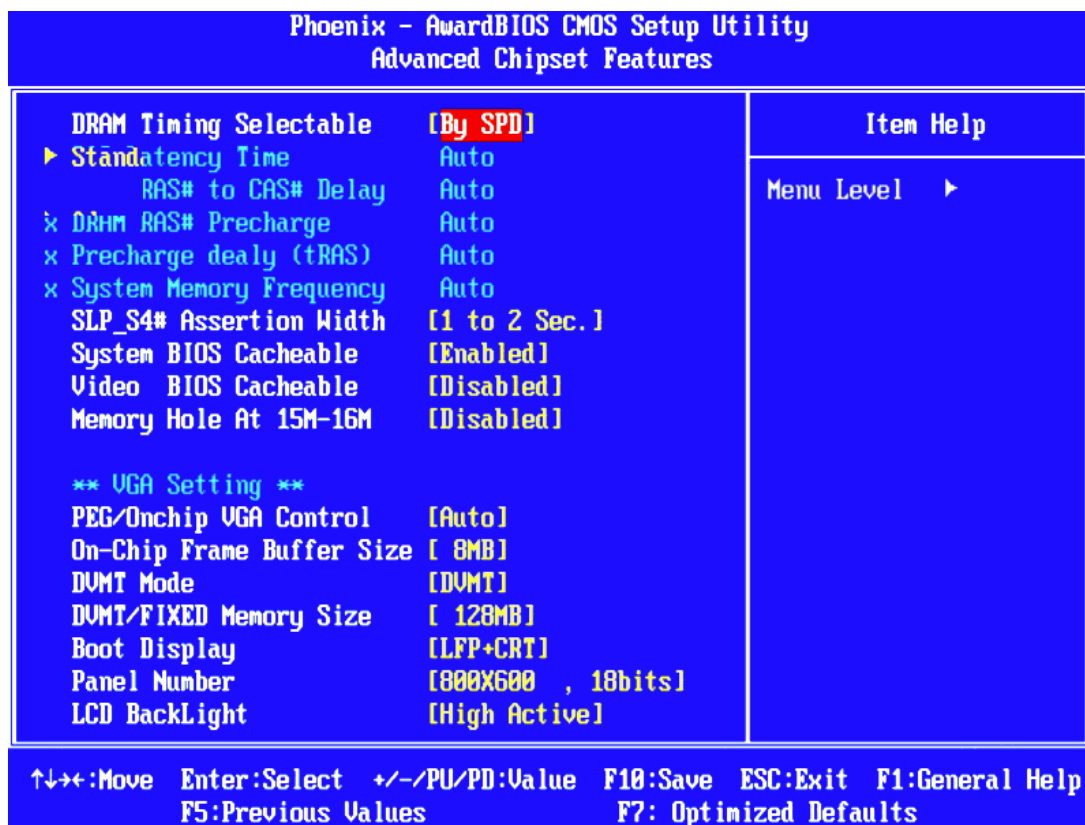 Phoenix - AwardBIOS CMOS Setup Utility
Advanced Chipset Features
DRAM Timing Selectable [By SPD]
▶ Standatency Time Auto
RAS# to CAS# Delay Auto
x DRAM RAS# Precharge Auto
x Precharge dealy (tRAS) Auto
x System Memory Frequency Auto
SLP_S4# Assertion Width [1 to 2 Sec.]
System BIOS Cacheable [Enabled]
Video BIOS Cacheable [Disabled]
Memory Hole At 15M-16M [Disabled]
** VGA Setting **
PEG/Onchip VGA Control [Auto]
On-Chip Frame Buffer Size [ 8MB]
DVMT Mode [DVMT]
DVMT/FIXED Memory Size [ 128MB]
Boot Display [LFP+CRT]
Panel Number [800X600 , 18bits]
LCD BackLight [High Active]
Item Help
Menu Level ▶
↑↓→←:Move Enter:Select +/-/PU/PD:Value F10:Save ESC:Exit F1:General Help
F5:Previous Values F7: Optimized Defaults